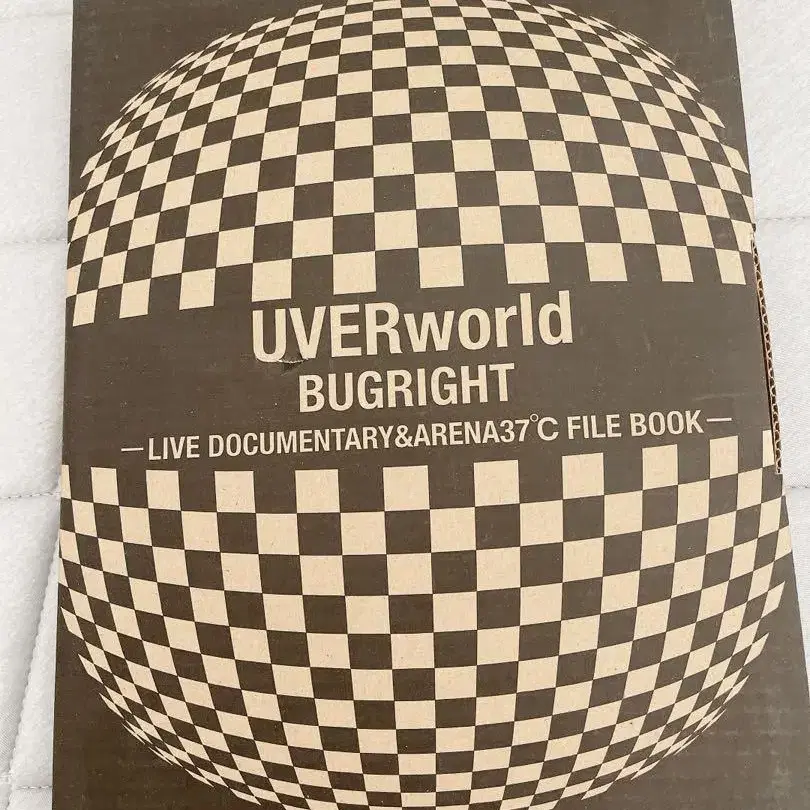 UVERworld
BUGRIGHT
—LIVE DOCUMENTARY&ARENA37℃ FILE BOOK—